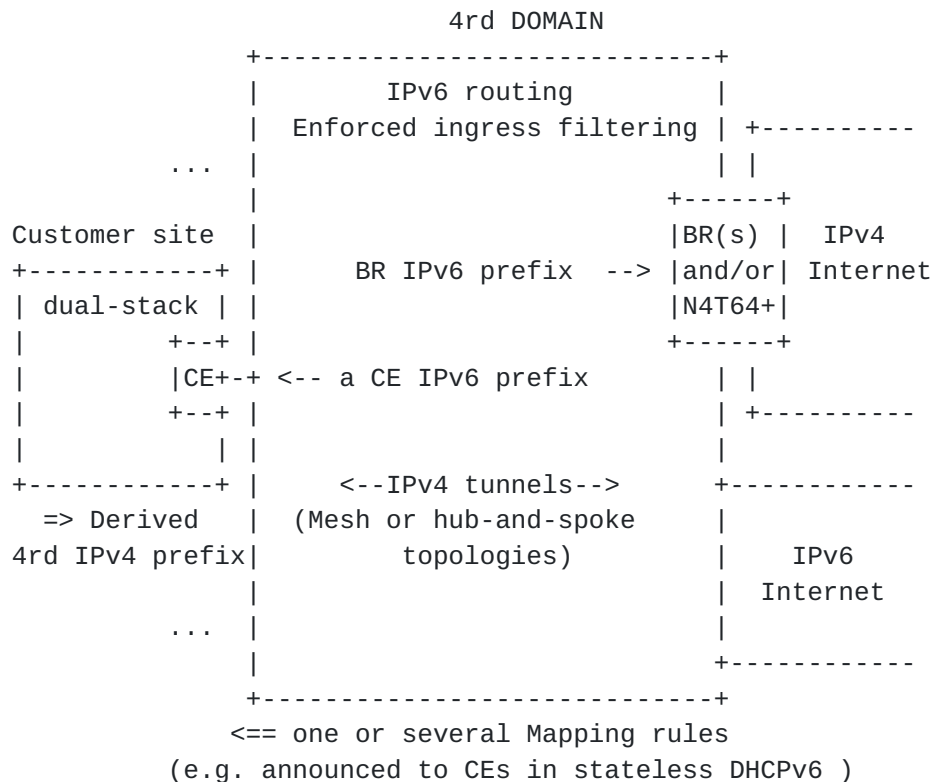 4rd DOMAIN
+-----------------------------+
| IPv6 routing |
| Enforced ingress filtering | +----------
... | | |
| +------+
Customer site | |BR(s) | IPv4
+------------+ | BR IPv6 prefix --> |and/or| Internet
| dual-stack | | |N4T64+|
| +--+ | +------+
| |CE+-+ <-- a CE IPv6 prefix | |
| +--+ | | +----------
| | | |
+------------+ | <--IPv4 tunnels--> +------------
=> Derived | (Mesh or hub-and-spoke |
4rd IPv4 prefix| topologies) | IPv6
| | Internet
... | |
| +------------
+-----------------------------+
<== one or several Mapping rules
(e.g. announced to CEs in stateless DHCPv6 )